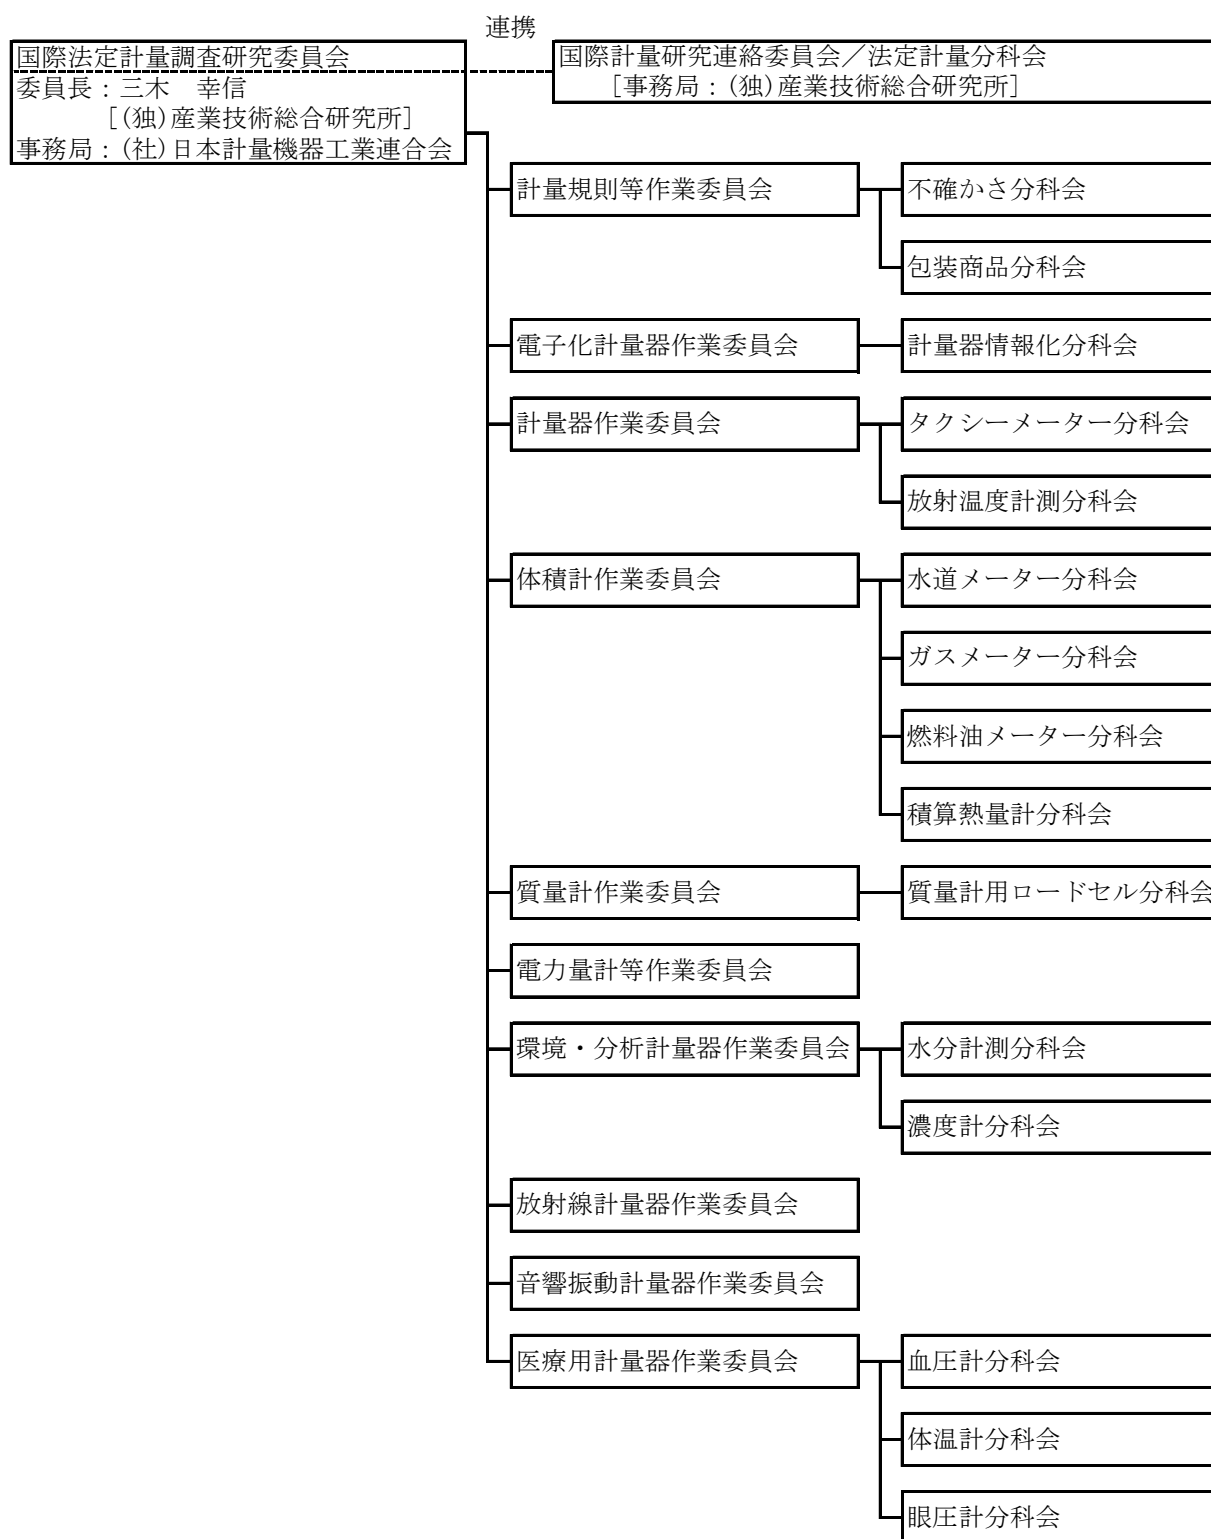 連携
国際法定計量調査研究委員会
委員長：三木　幸信
[(独)産業技術総合研究所]
事務局：(社)日本計量機器工業連合会
国際計量研究連絡委員会／法定計量分科会
[事務局：(独)産業技術総合研究所]
計量規則等作業委員会
不確かさ分科会
包装商品分科会
電子化計量器作業委員会
計量器情報化分科会
計量器作業委員会
タクシーメーター分科会
放射温度計測分科会
体積計作業委員会
水道メーター分科会
ガスメーター分科会
燃料油メーター分科会
積算熱量計分科会
質量計作業委員会
質量計用ロードセル分科会
電力量計等作業委員会
環境・分析計量器作業委員会
水分計測分科会
濃度計分科会
放射線計量器作業委員会
音響振動計量器作業委員会
医療用計量器作業委員会
血圧計分科会
体温計分科会
眼圧計分科会